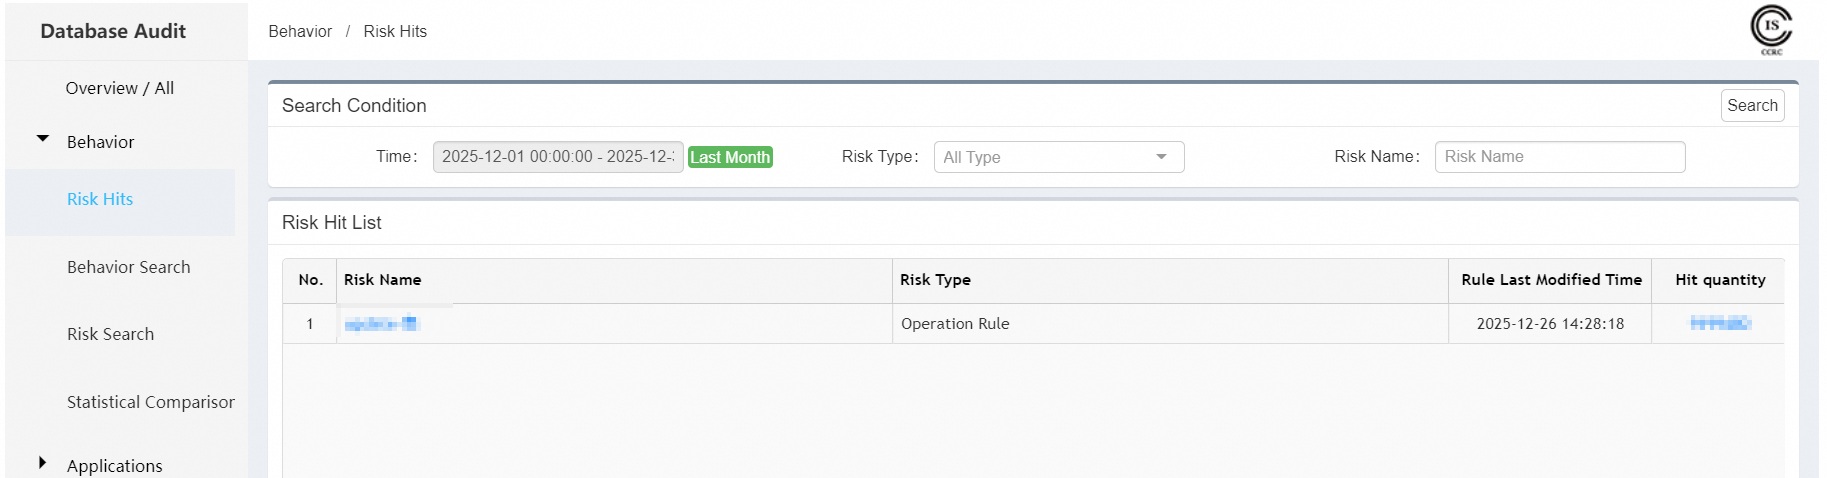 Database Audit
Behavior / Risk Hits
IS
CCRC
Overview / All
Behavior
Risk Hits
Behavior Search
Risk Search
Statistical Comparisor
Applications
Search Condition
Search
Time: 2025-12-01 00:00:00 - 2025-12- Last Month Risk Type: All Type Risk Name: Risk Name
Risk Hit List
No. Risk Name Risk Type Rule Last Modified Time Hit quantity
1 Operation Rule 2025-12-26 14:28:18